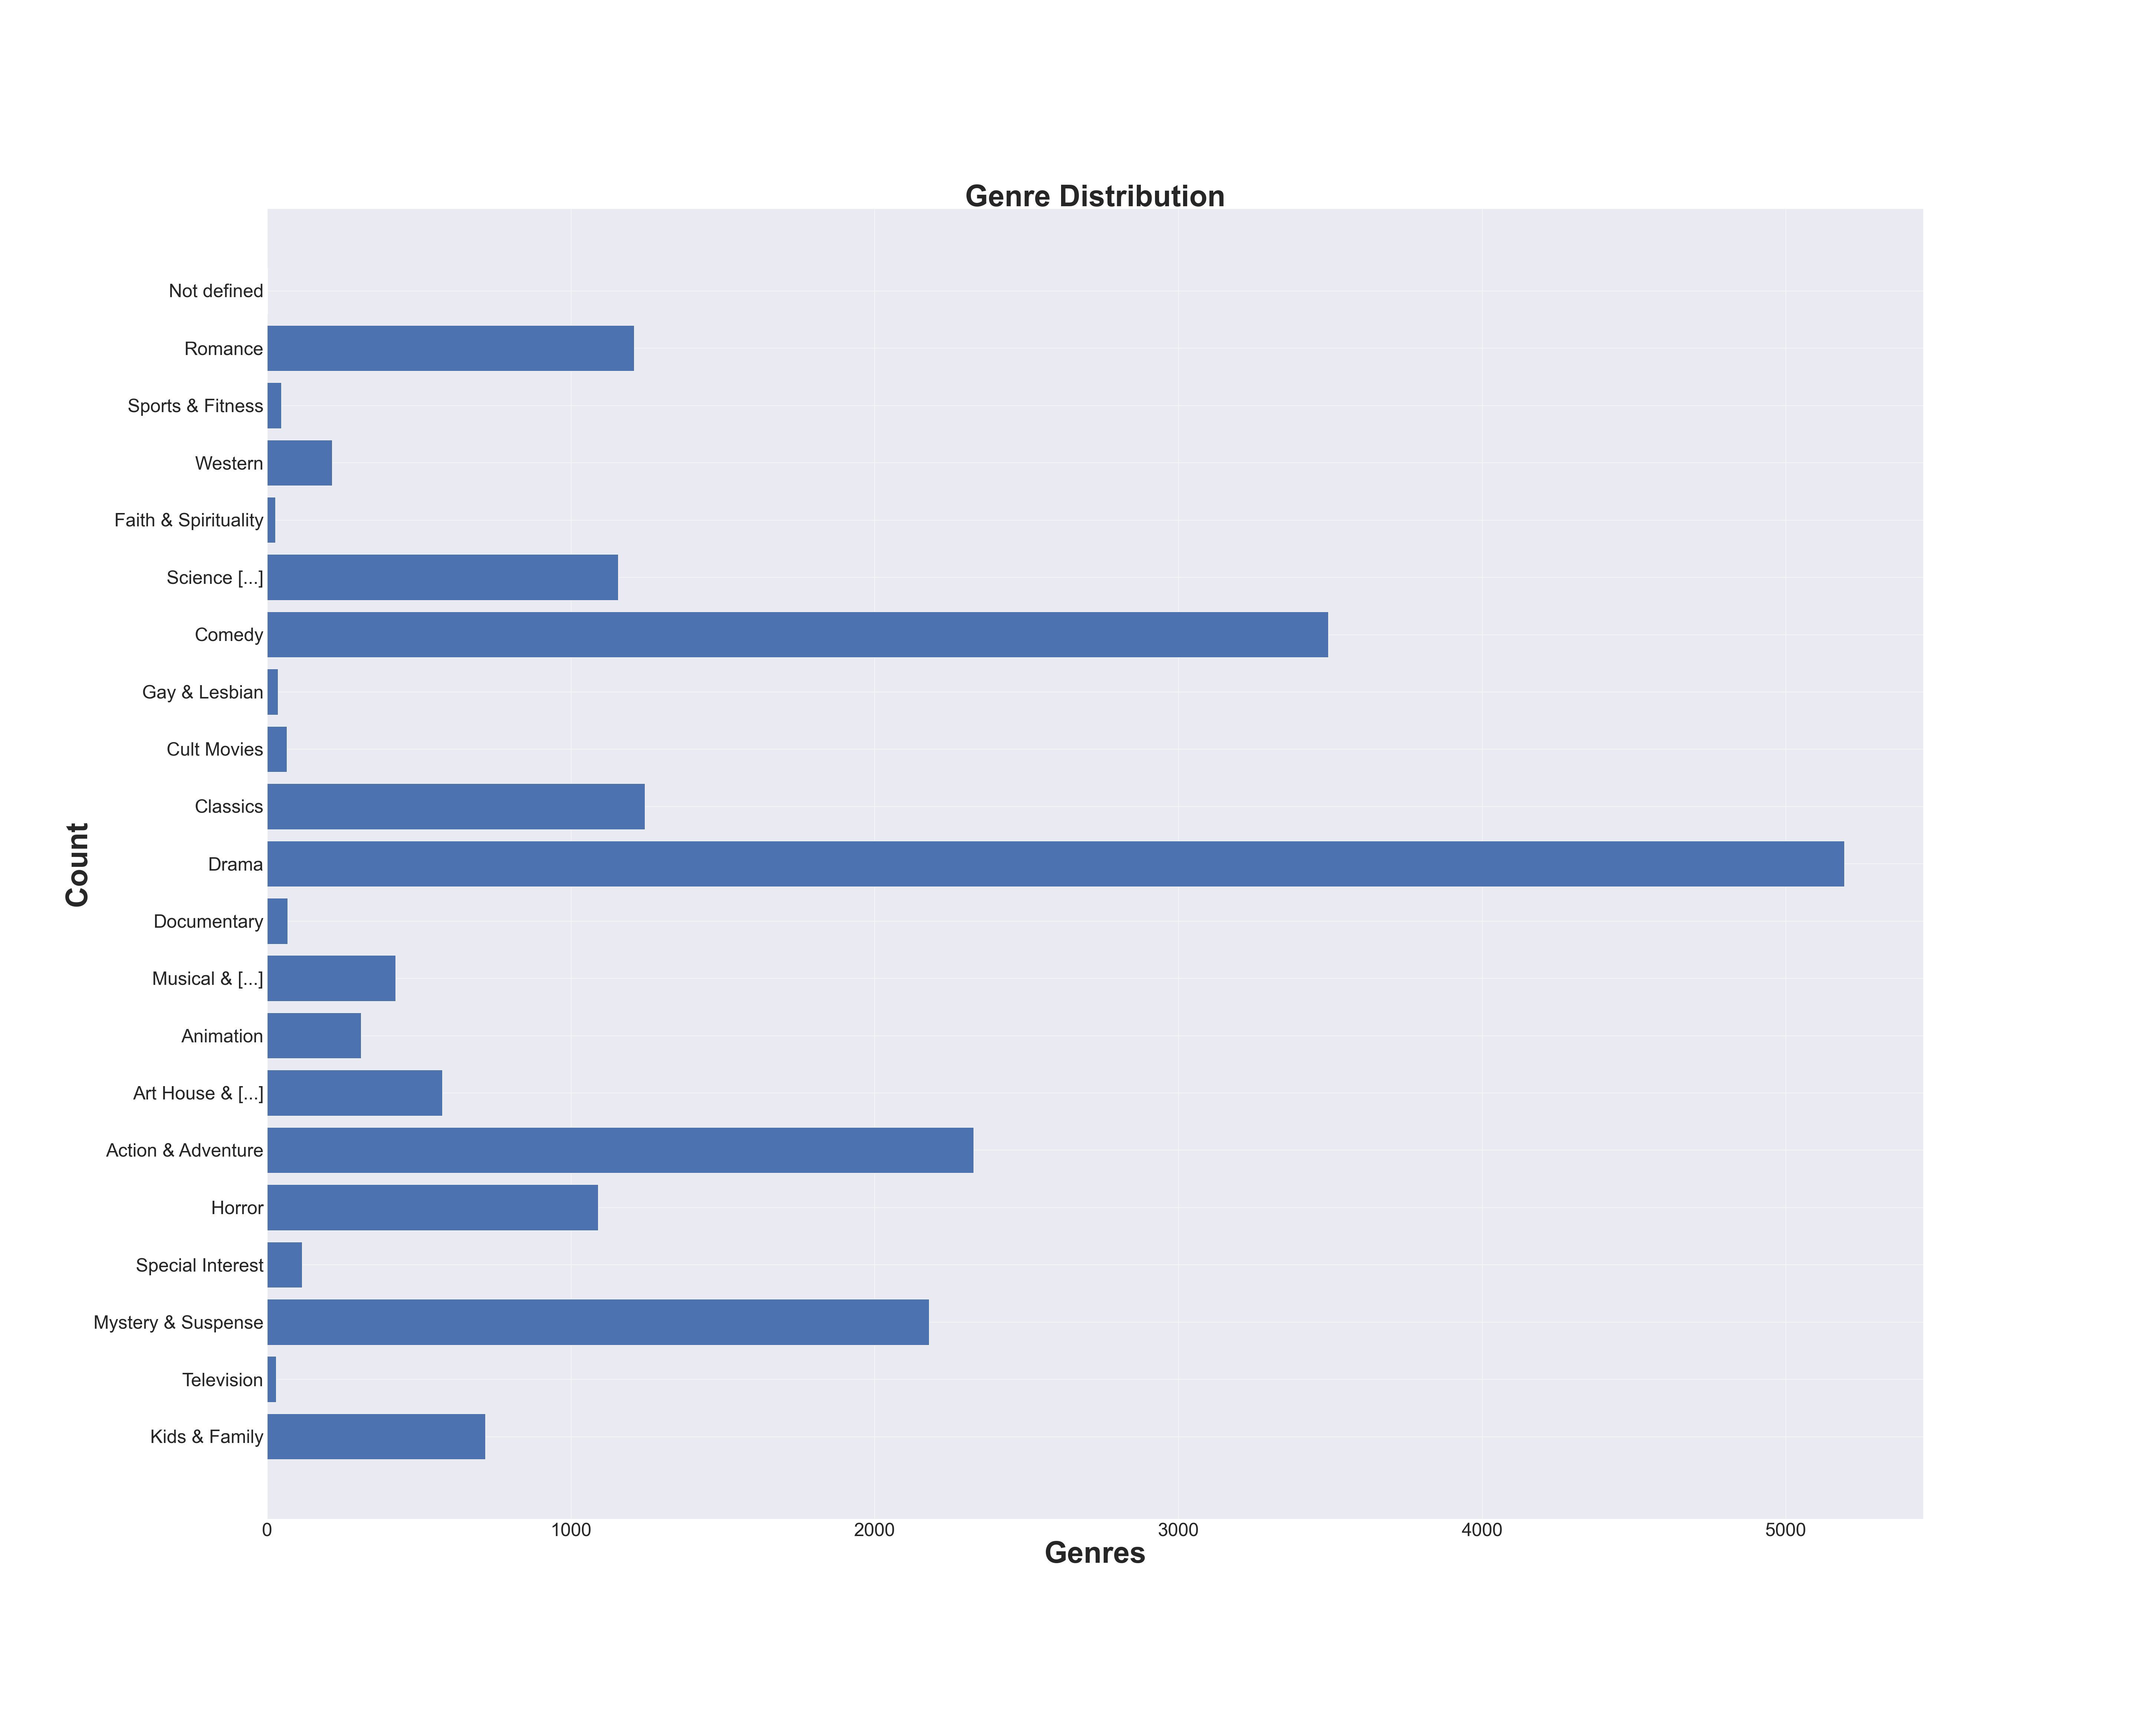 Genre Distribution
Not defined
Romance
Sports & Fitness
Western
Faith & Spirituality
Science [...]
Comedy
Gay & Lesbian
Cult Movies
Classics
Drama
Documentary
Musical & [...]
Animation
Art House & [...]
Action & Adventure
Horror
Special Interest
Mystery & Suspense
Television
Kids & Family
Count
0 1000 2000 3000 4000 5000
Genres